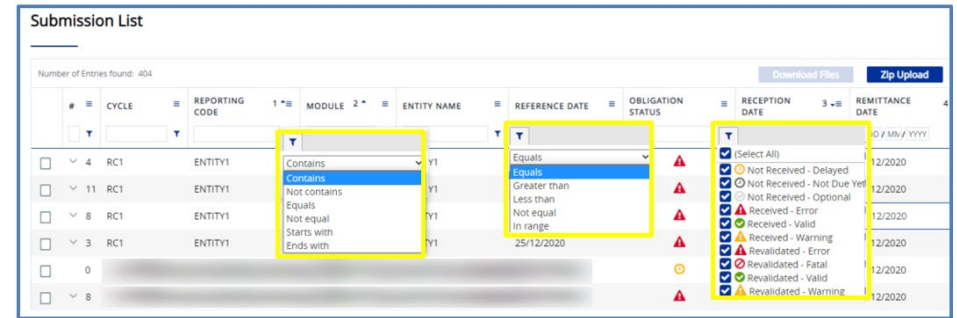 Submission List
Number of Entries found: 404
Download Files Zip Upload
# CYCLE REPORTING CODE 1 MODULE 2 ENTITY NAME REFERENCE DATE OBLIGATION STATUS RECEPTION DATE 3 REMITTANCE DATE 4
/ MM / YYYY
4 RC1 ENTITY1 Y1 12/2020
11 RC1 ENTITY1 Y1 12/2020
8 RC1 ENTITY1 Y1 12/2020
3 RC1 ENTITY1 Y1 25/12/2020 12/2020
0 12/2020
8 12/2020
Contains
Contains
Not contains
Equals
Not equal
Starts with
Ends with
Equals
Equals
Greater than
Less than
Not equal
In range
(Select All)
Not Received - Delayed
Not Received - Not Due Yet
Not Received - Optional
Received - Error
Received - Valid
Received - Warning
Revalidated - Error
Revalidated - Fatal
Revalidated - Valid
Revalidated - Warning